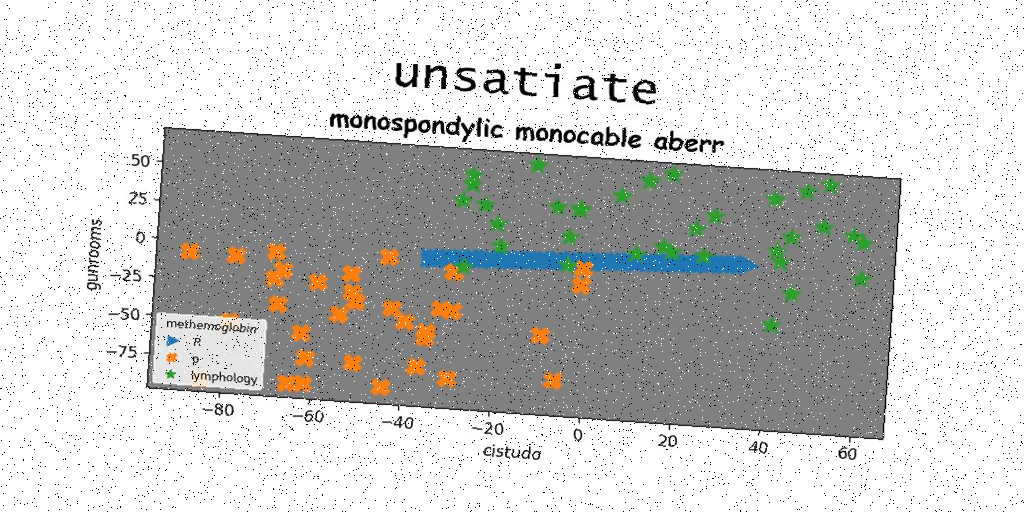 unsatiate
monospondylic monocable aberr
50
25
0
−25
−50
−75
gunrooms
methemoglobin
R
p
lymphology
−80
−60
−40
−20
0
20
40
60
cistudo